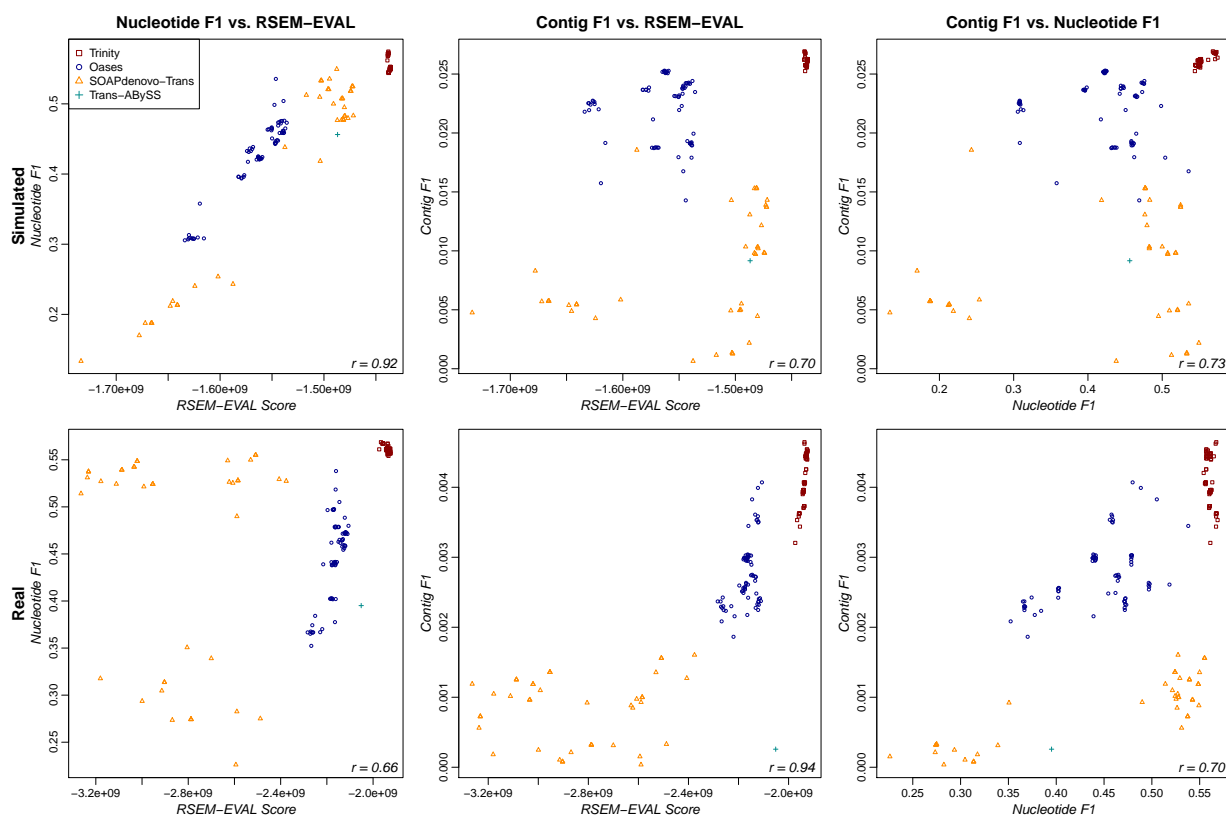 Nucleotide F1 vs. RSEM−EVAL
Contig F1 vs. RSEM−EVAL
Contig F1 vs. Nucleotide F1
Trinity
Oases
SOAPdenovo−Trans
Trans−ABySS
Simulated
Nucleotide F1
0.5
0.4
0.3
0.2
r = 0.92
−1.70e+09
−1.60e+09
−1.50e+09
RSEM−EVAL Score
Contig F1
0.025
0.020
0.015
0.010
0.005
0.000
r = 0.70
−1.70e+09
−1.60e+09
−1.50e+09
RSEM−EVAL Score
Contig F1
0.025
0.020
0.015
0.010
0.005
0.000
r = 0.73
0.2
0.3
0.4
0.5
Nucleotide F1
Real
Nucleotide F1
0.55
0.50
0.45
0.40
0.35
0.30
0.25
r = 0.66
−3.2e+09
−2.8e+09
−2.4e+09
−2.0e+09
RSEM−EVAL Score
Contig F1
0.004
0.003
0.002
0.001
0.000
r = 0.94
−3.2e+09
−2.8e+09
−2.4e+09
−2.0e+09
RSEM−EVAL Score
Contig F1
0.004
0.003
0.002
0.001
0.000
r = 0.70
0.25
0.30
0.35
0.40
0.45
0.50
0.55
Nucleotide F1